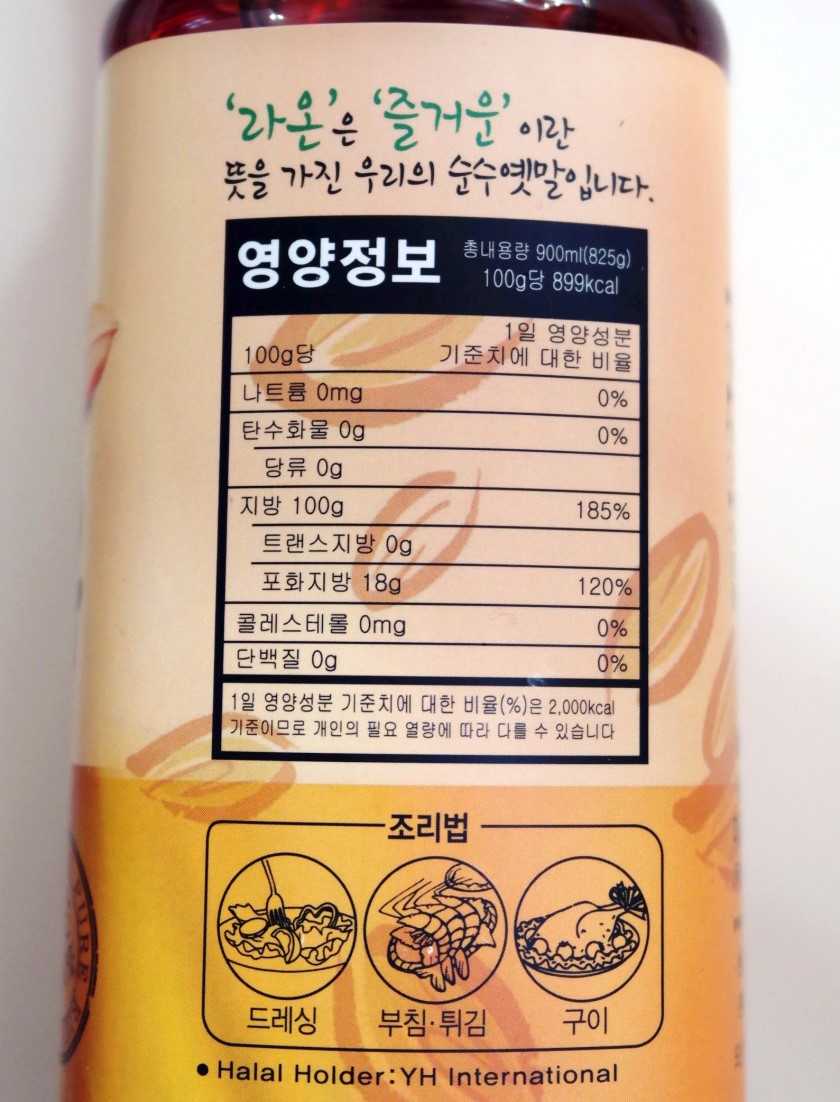 '라온'은 '즐거운'이란
뜻을 가진 우리의 순수옛말입니다.
영양정보
총내용량 900ml(825g)
100g당 899kcal
100g당
1일 영양성분
기준치에 대한 비율
나트륨 0mg 0%
탄수화물 0g 0%
당류 0g
지방 100g 185%
트랜스지방 0g
포화지방 18g 120%
콜레스테롤 0mg 0%
단백질 0g 0%
1일 영양성분 기준치에 대한 비율(%)은 2,000kcal
기준이므로 개인의 필요 열량에 따라 다를 수 있습니다
조리법
드레싱 부침·튀김 구이
• Halal Holder:YH International
PURE